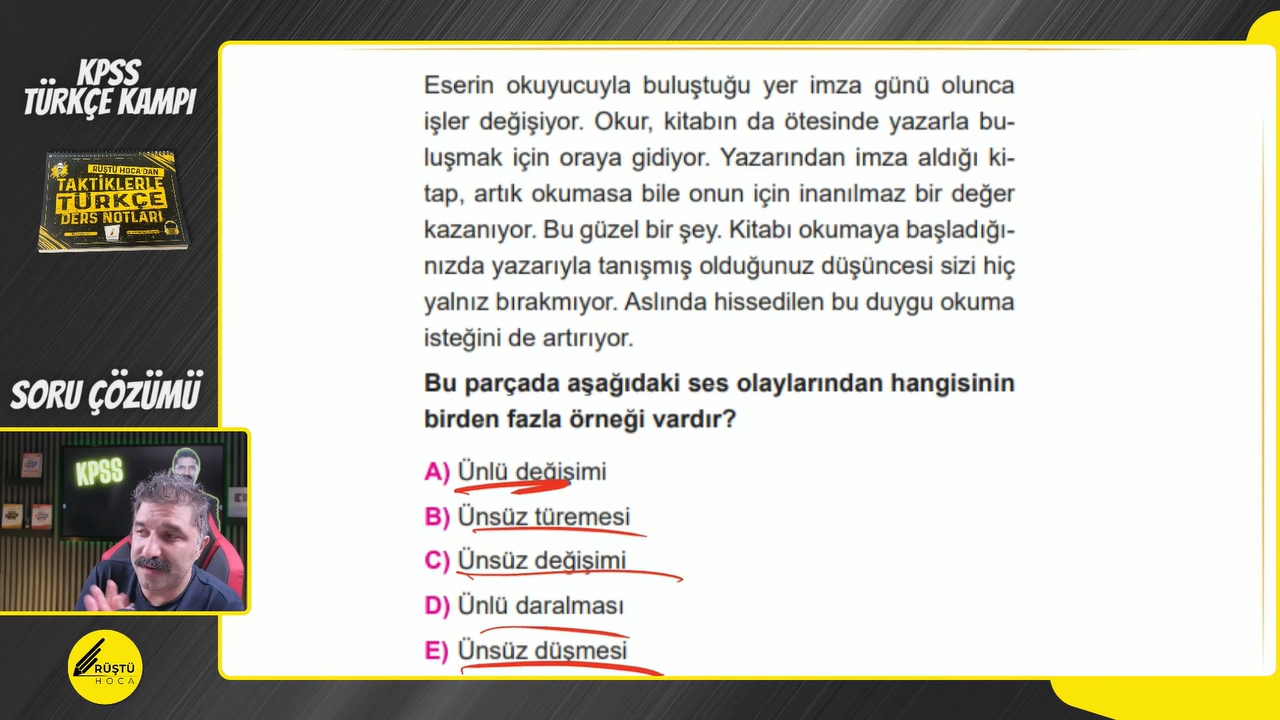 KPSS
TÜRKÇE KAMPI
RÜŞTÜ HOCA'DAN
TAKTİKLERLE
TÜRKÇE
DERS NOTLARI
SORU ÇÖZÜMÜ
KPSS
RÜŞTÜ
HOCA
Eserin okuyucuyla buluştuğu yer imza günü olunca
işler değişiyor. Okur, kitabın da ötesinde yazarla bu-
luşmak için oraya gidiyor. Yazarından imza aldığı ki-
tap, artık okumasa bile onun için inanılmaz bir değer
kazanıyor. Bu güzel bir şey. Kitabı okumaya başladığı-
nızda yazarıyla tanışmış olduğunuz düşüncesi sizi hiç
yalnız bırakmıyor. Aslında hissedilen bu duygu okuma
isteğini de artırıyor.
Bu parçada aşağıdaki ses olaylarından hangisinin
birden fazla örneği vardır?
A) Ünlü değişimi
B) Ünsüz türemesi
C) Ünsüz değişimi
D) Ünlü daralması
E) Ünsüz düşmesi